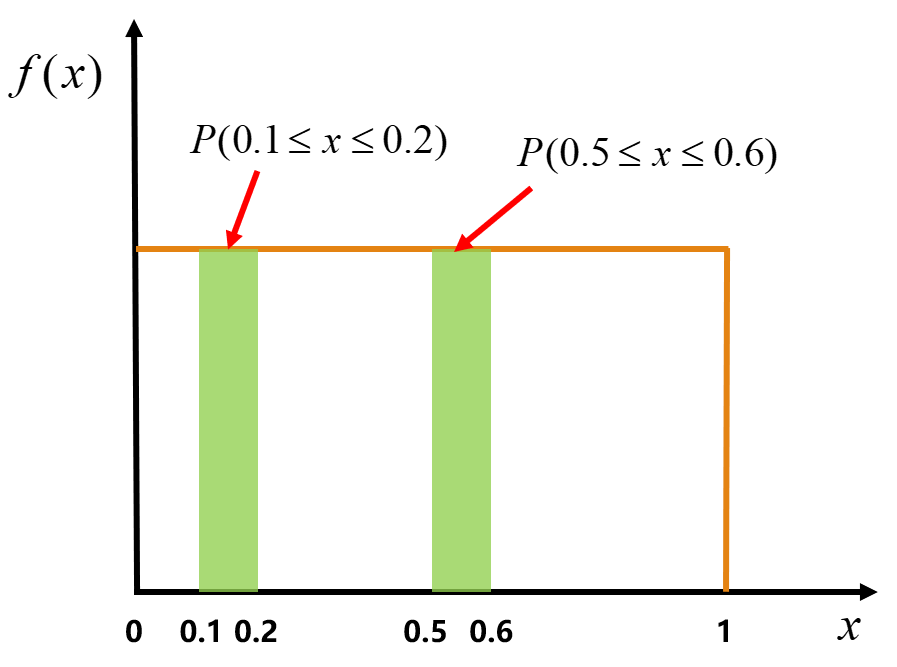 f(x)
P(0.1 ≤ x ≤ 0.2)
P(0.5 ≤ x ≤ 0.6)
0 0.1 0.2 0.5 0.6 1 x